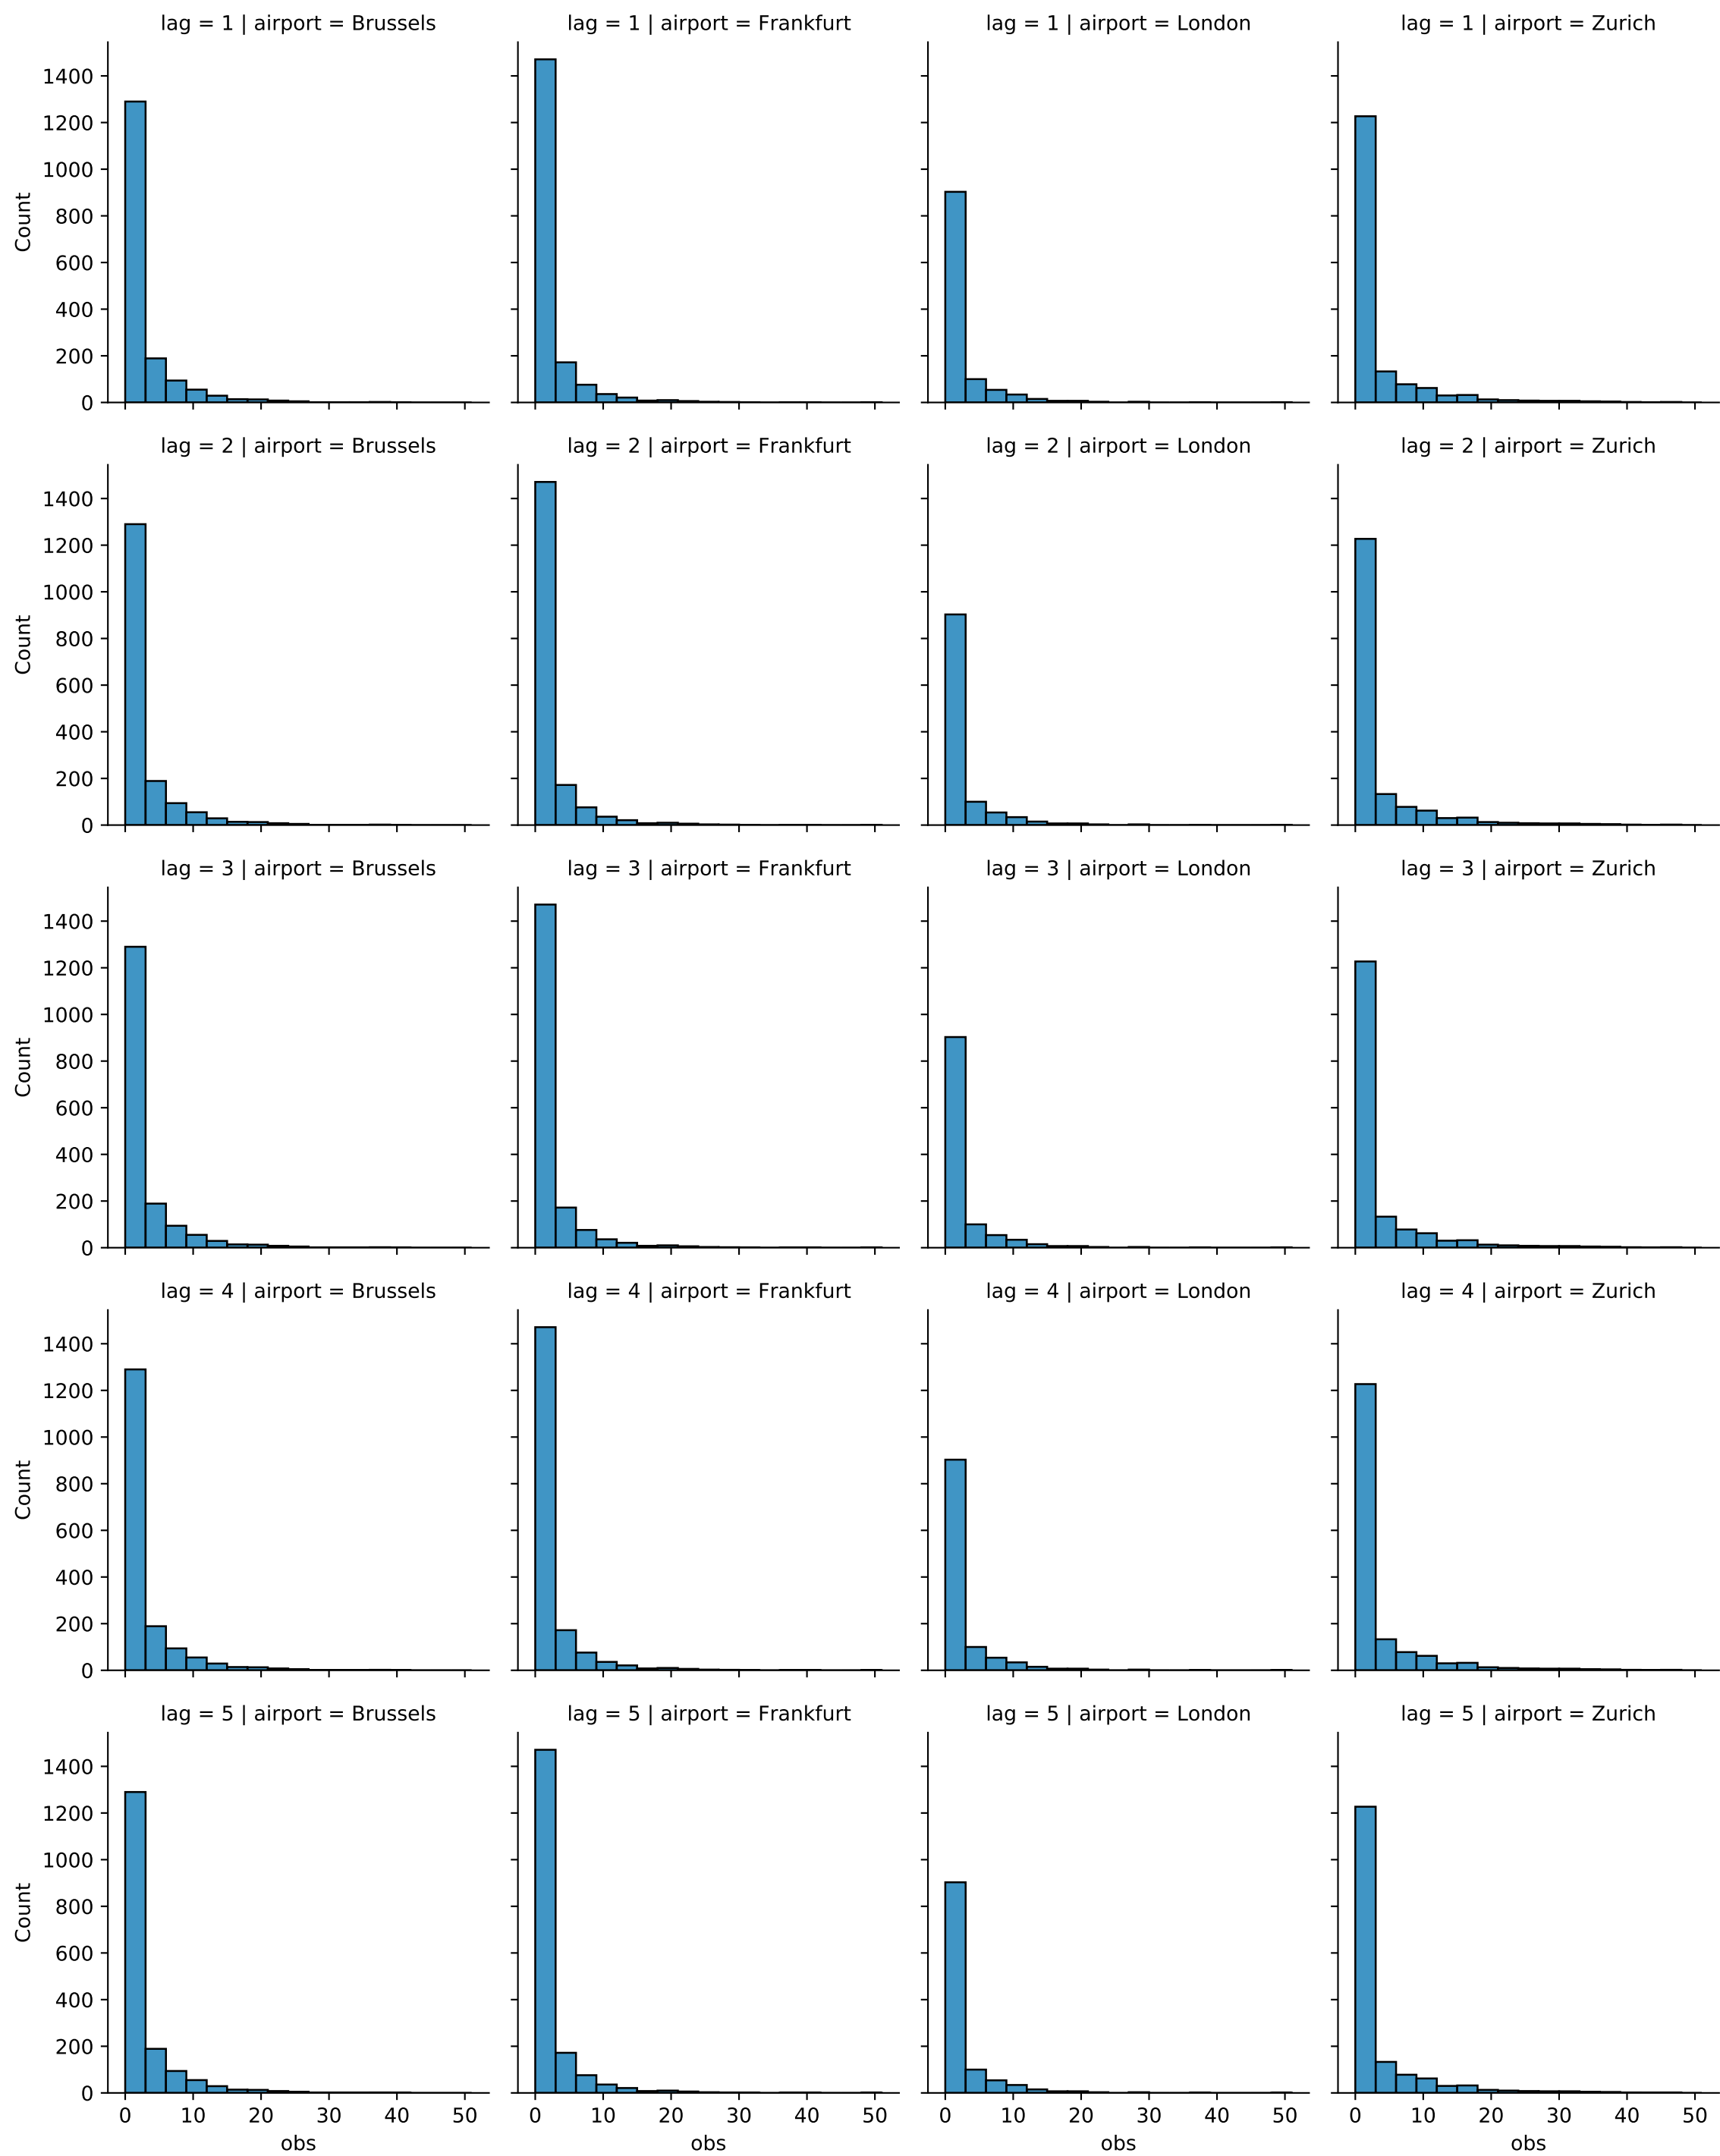 lag = 1 | airport = Brussels
lag = 1 | airport = Frankfurt
lag = 1 | airport = London
lag = 1 | airport = Zurich
1400
1200
1000
800
600
400
200
0
Count
lag = 2 | airport = Brussels
lag = 2 | airport = Frankfurt
lag = 2 | airport = London
lag = 2 | airport = Zurich
1400
1200
1000
800
600
400
200
0
Count
lag = 3 | airport = Brussels
lag = 3 | airport = Frankfurt
lag = 3 | airport = London
lag = 3 | airport = Zurich
1400
1200
1000
800
600
400
200
0
Count
lag = 4 | airport = Brussels
lag = 4 | airport = Frankfurt
lag = 4 | airport = London
lag = 4 | airport = Zurich
1400
1200
1000
800
600
400
200
0
Count
lag = 5 | airport = Brussels
lag = 5 | airport = Frankfurt
lag = 5 | airport = London
lag = 5 | airport = Zurich
1400
1200
1000
800
600
400
200
0
Count
0 10 20 30 40 50
0 10 20 30 40 50
0 10 20 30 40 50
0 10 20 30 40 50
obs
obs
obs
obs